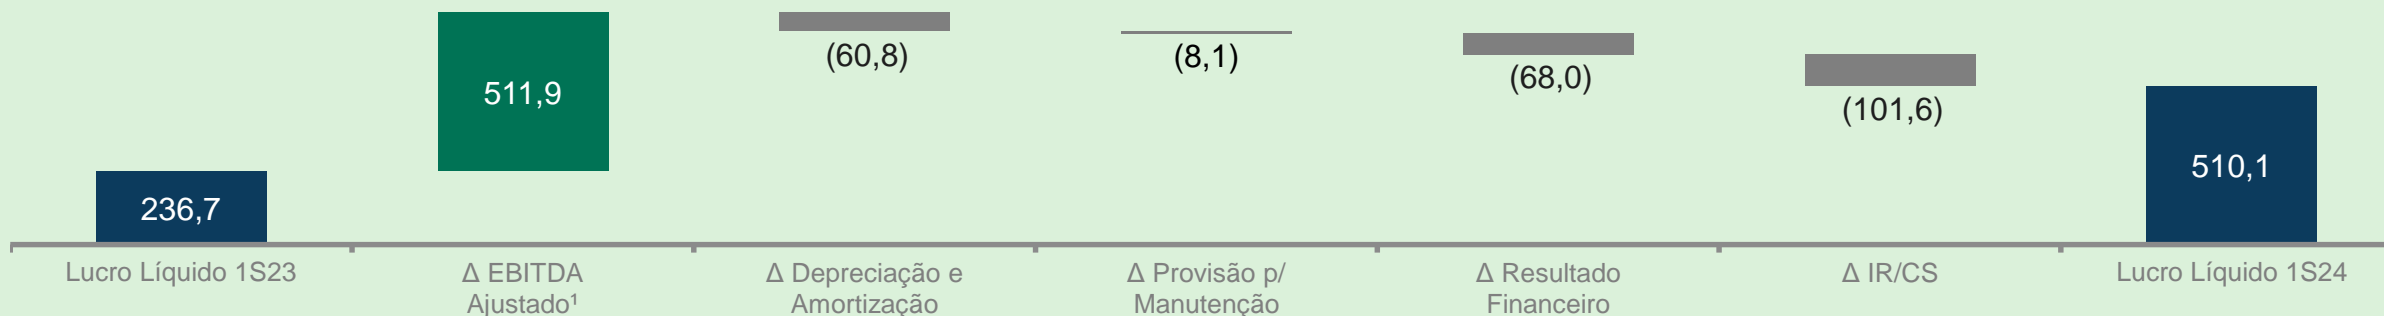 511,9
(60,8)
(8,1)
(68,0)
(101,6)
510,1
236,7
Lucro Líquido 1S23
Δ EBITDA
Ajustado¹
Δ Depreciação e
Amortização
Δ Provisão p/
Manutenção
Δ Resultado
Financeiro
Δ IR/CS
Lucro Líquido 1S24